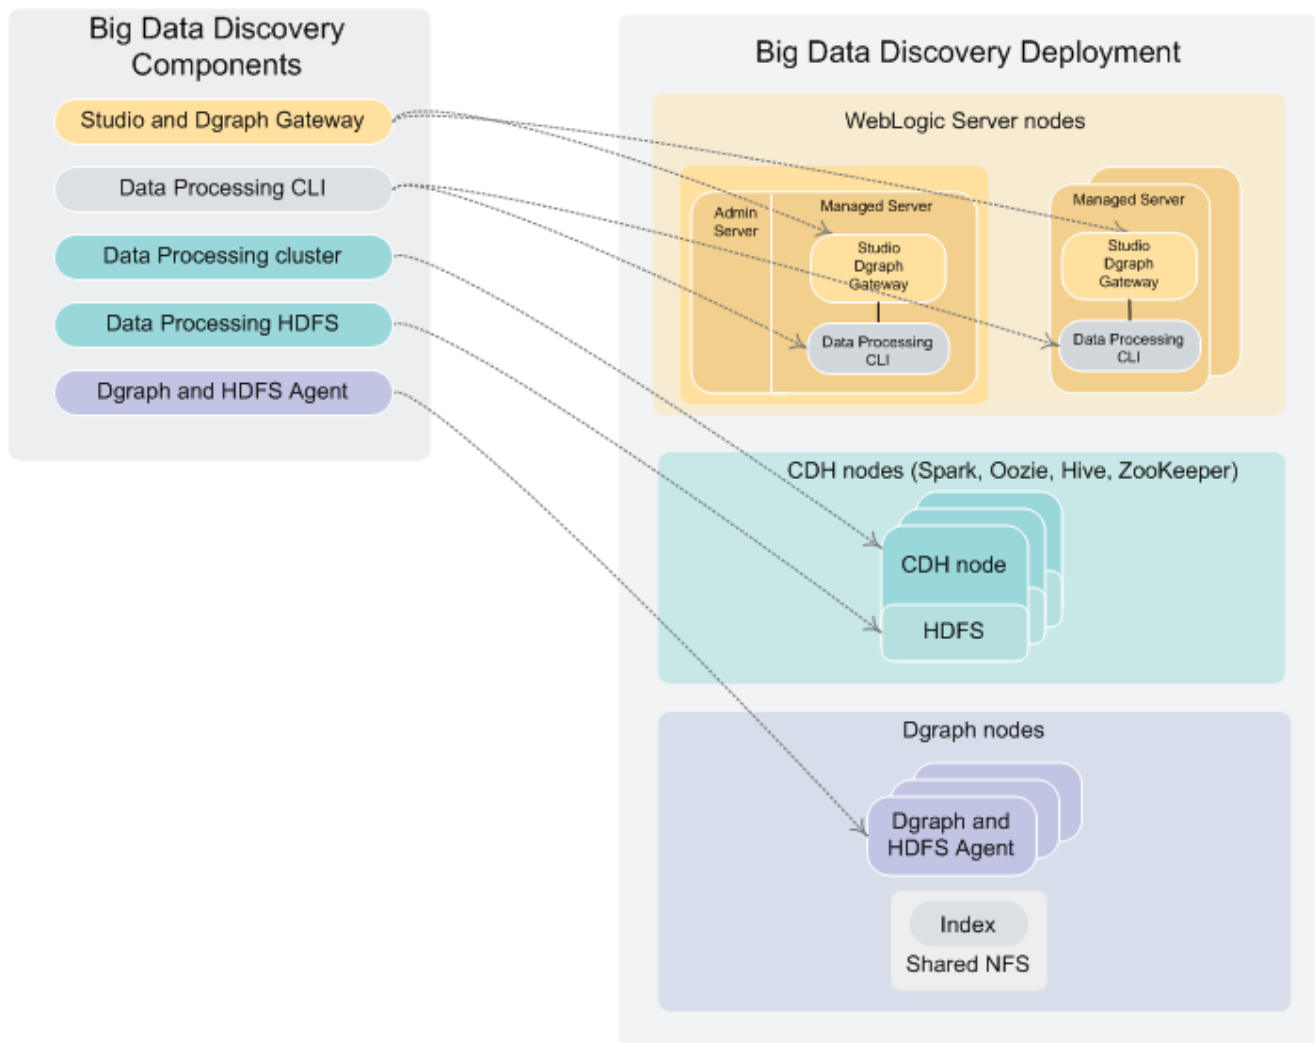 Big Data Discovery
Components
Studio and Dgraph Gateway
Data Processing CLI
Data Processing cluster
Data Processing HDFS
Dgraph and HDFS Agent
Big Data Discovery Deployment
WebLogic Server nodes
Admin
Server
Managed Server
Studio
Dgraph
Gateway
Data Processing
CLI
Managed Server
Studio
Dgraph
Gateway
Data Processing
CLI
CDH nodes (Spark, Oozie, Hive, ZooKeeper)
CDH node
HDFS
Dgraph nodes
Dgraph and
HDFS Agent
Index
Shared NFS